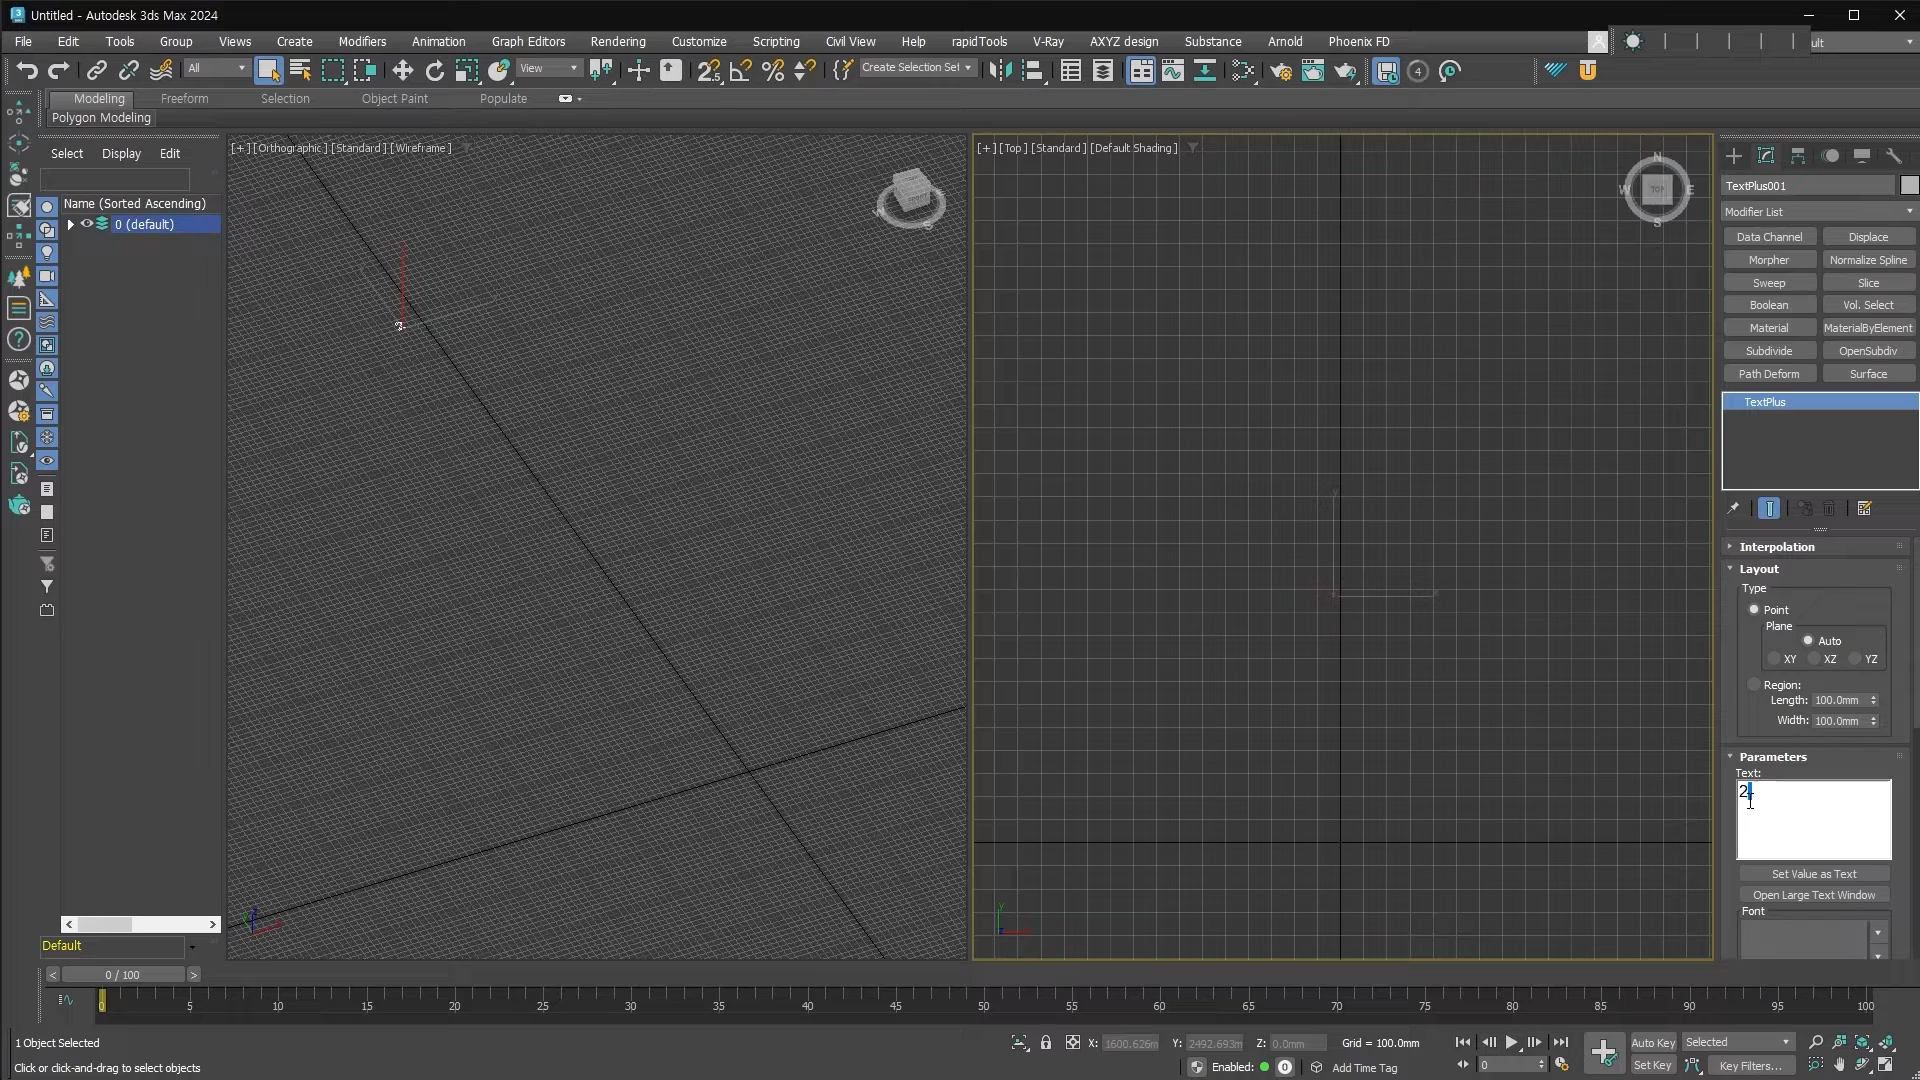 Untitled - Autodesk 3ds Max 2024
File Edit Tools Group Views Create Modifiers Animation Graph Editors Rendering Customize Scripting Civil View Help rapidTools V-Ray AXYZ design Substance Arnold Phoenix FD ult
All View Create Selection Set 4
Modeling Freeform Selection Object Paint Populate
Polygon Modeling
Select Display Edit
Name (Sorted Ascending)
0 (default)
Default
[+] [Orthographic] [Standard] [Wireframe]
[+] [Top] [Standard] [Default Shading]
N
W TOP E
S
TextPlus001
Modifier List
Data Channel Displace
Morpher Normalize Spline
Sweep Slice
Boolean Vol. Select
Material MaterialByElement
Subdivide OpenSubdiv
Path Deform Surface
TextPlus
Interpolation
Layout
Type
Point
Plane
Auto
XY XZ YZ
Region:
Length: 100.0mm
Width: 100.0mm
Parameters
Text:
2
Set Value as Text
Open Large Text Window
Font
< 0 / 100 >
0 5 10 15 20 25 30 35 40 45 50 55 60 65 70 75 80 85 90 95 100
1 Object Selected
Click or click-and-drag to select objects
X: 1600.626m Y: 2492.693m Z: 0.0mm Grid = 100.0mm
Enabled: 0 Add Time Tag
0
Auto Key Selected
Set Key Key Filters...